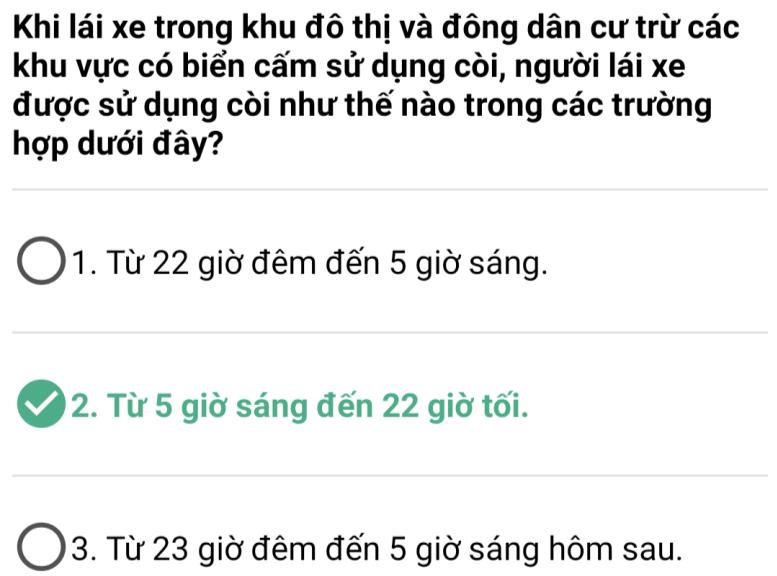 Khi lái xe trong khu đô thị và đông dân cư trừ các
khu vực có biển cấm sử dụng còi, người lái xe
được sử dụng còi như thế nào trong các trường
hợp dưới đây?
1. Từ 22 giờ đêm đến 5 giờ sáng.
2. Từ 5 giờ sáng đến 22 giờ tối.
3. Từ 23 giờ đêm đến 5 giờ sáng hôm sau.